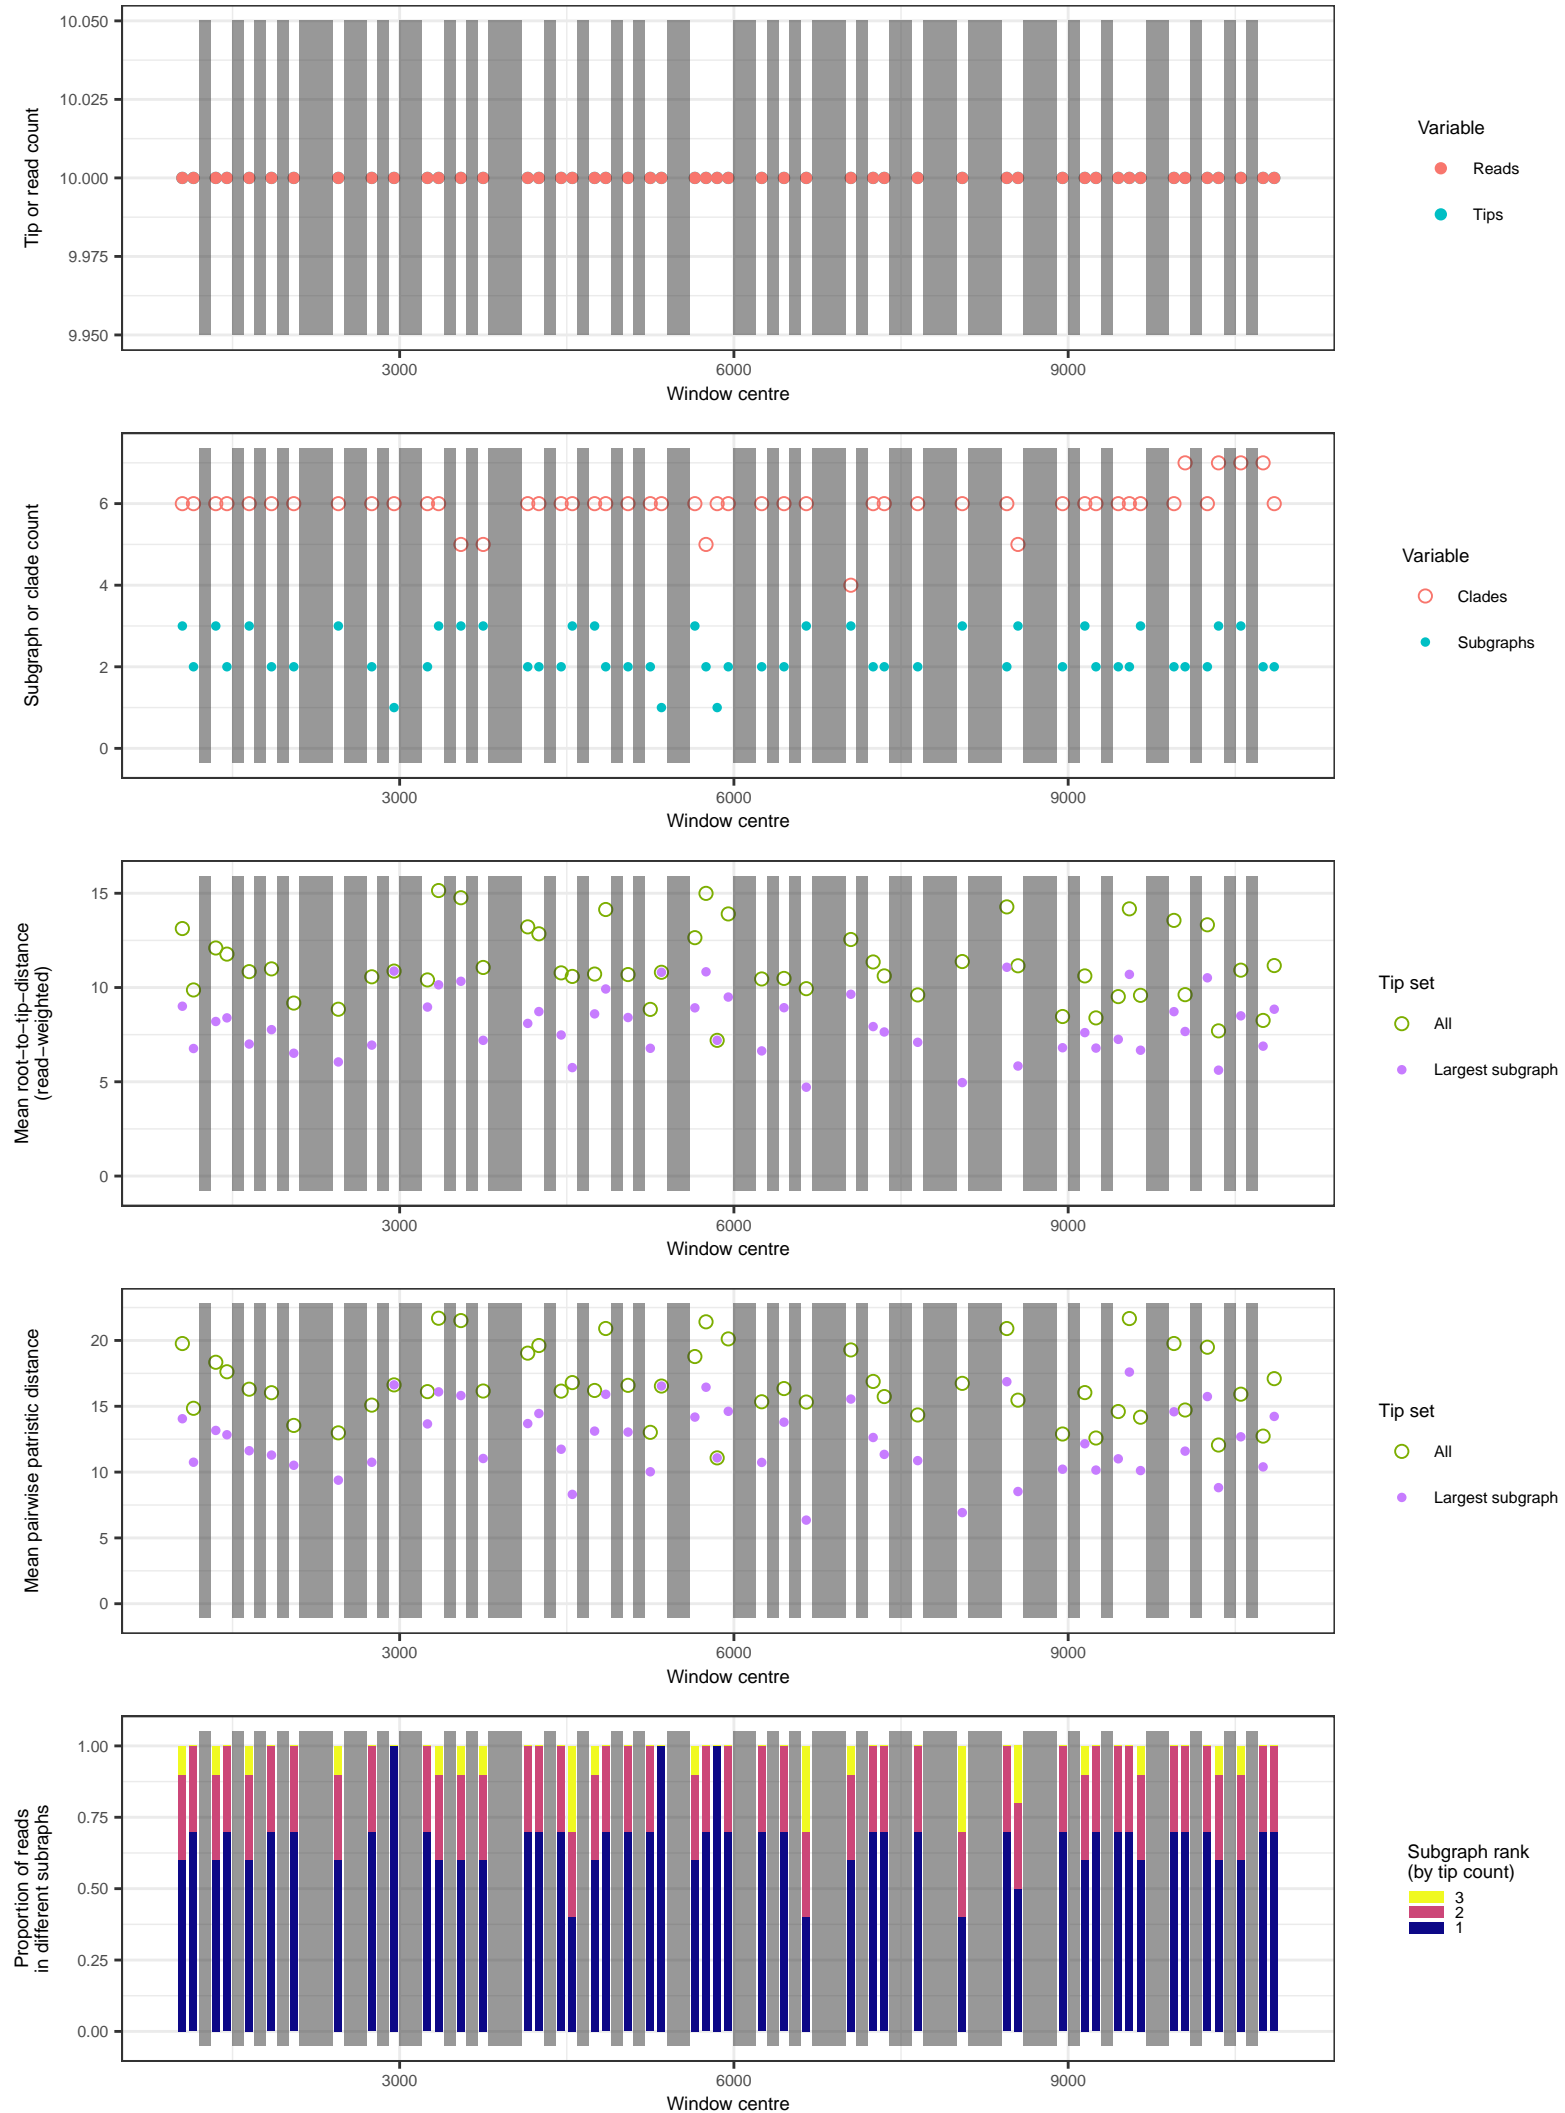 10.050
10.025
10.000
9.975
9.950
Tip or read count
3000
6000
9000
Window centre
Variable
Reads
Tips
6
4
2
0
Subgraph or clade count
3000
6000
9000
Window centre
Variable
Clades
Subgraphs
15
10
5
0
Mean root−to−tip−distance
(read−weighted)
3000
6000
9000
Window centre
Tip set
All
Largest subgraph
20
15
10
5
0
Mean pairwise patristic distance
3000
6000
9000
Window centre
Tip set
All
Largest subgraph
1.00
0.75
0.50
0.25
0.00
Proportion of reads
in different subraphs
3000
6000
9000
Window centre
Subgraph rank
(by tip count)
3
2
1